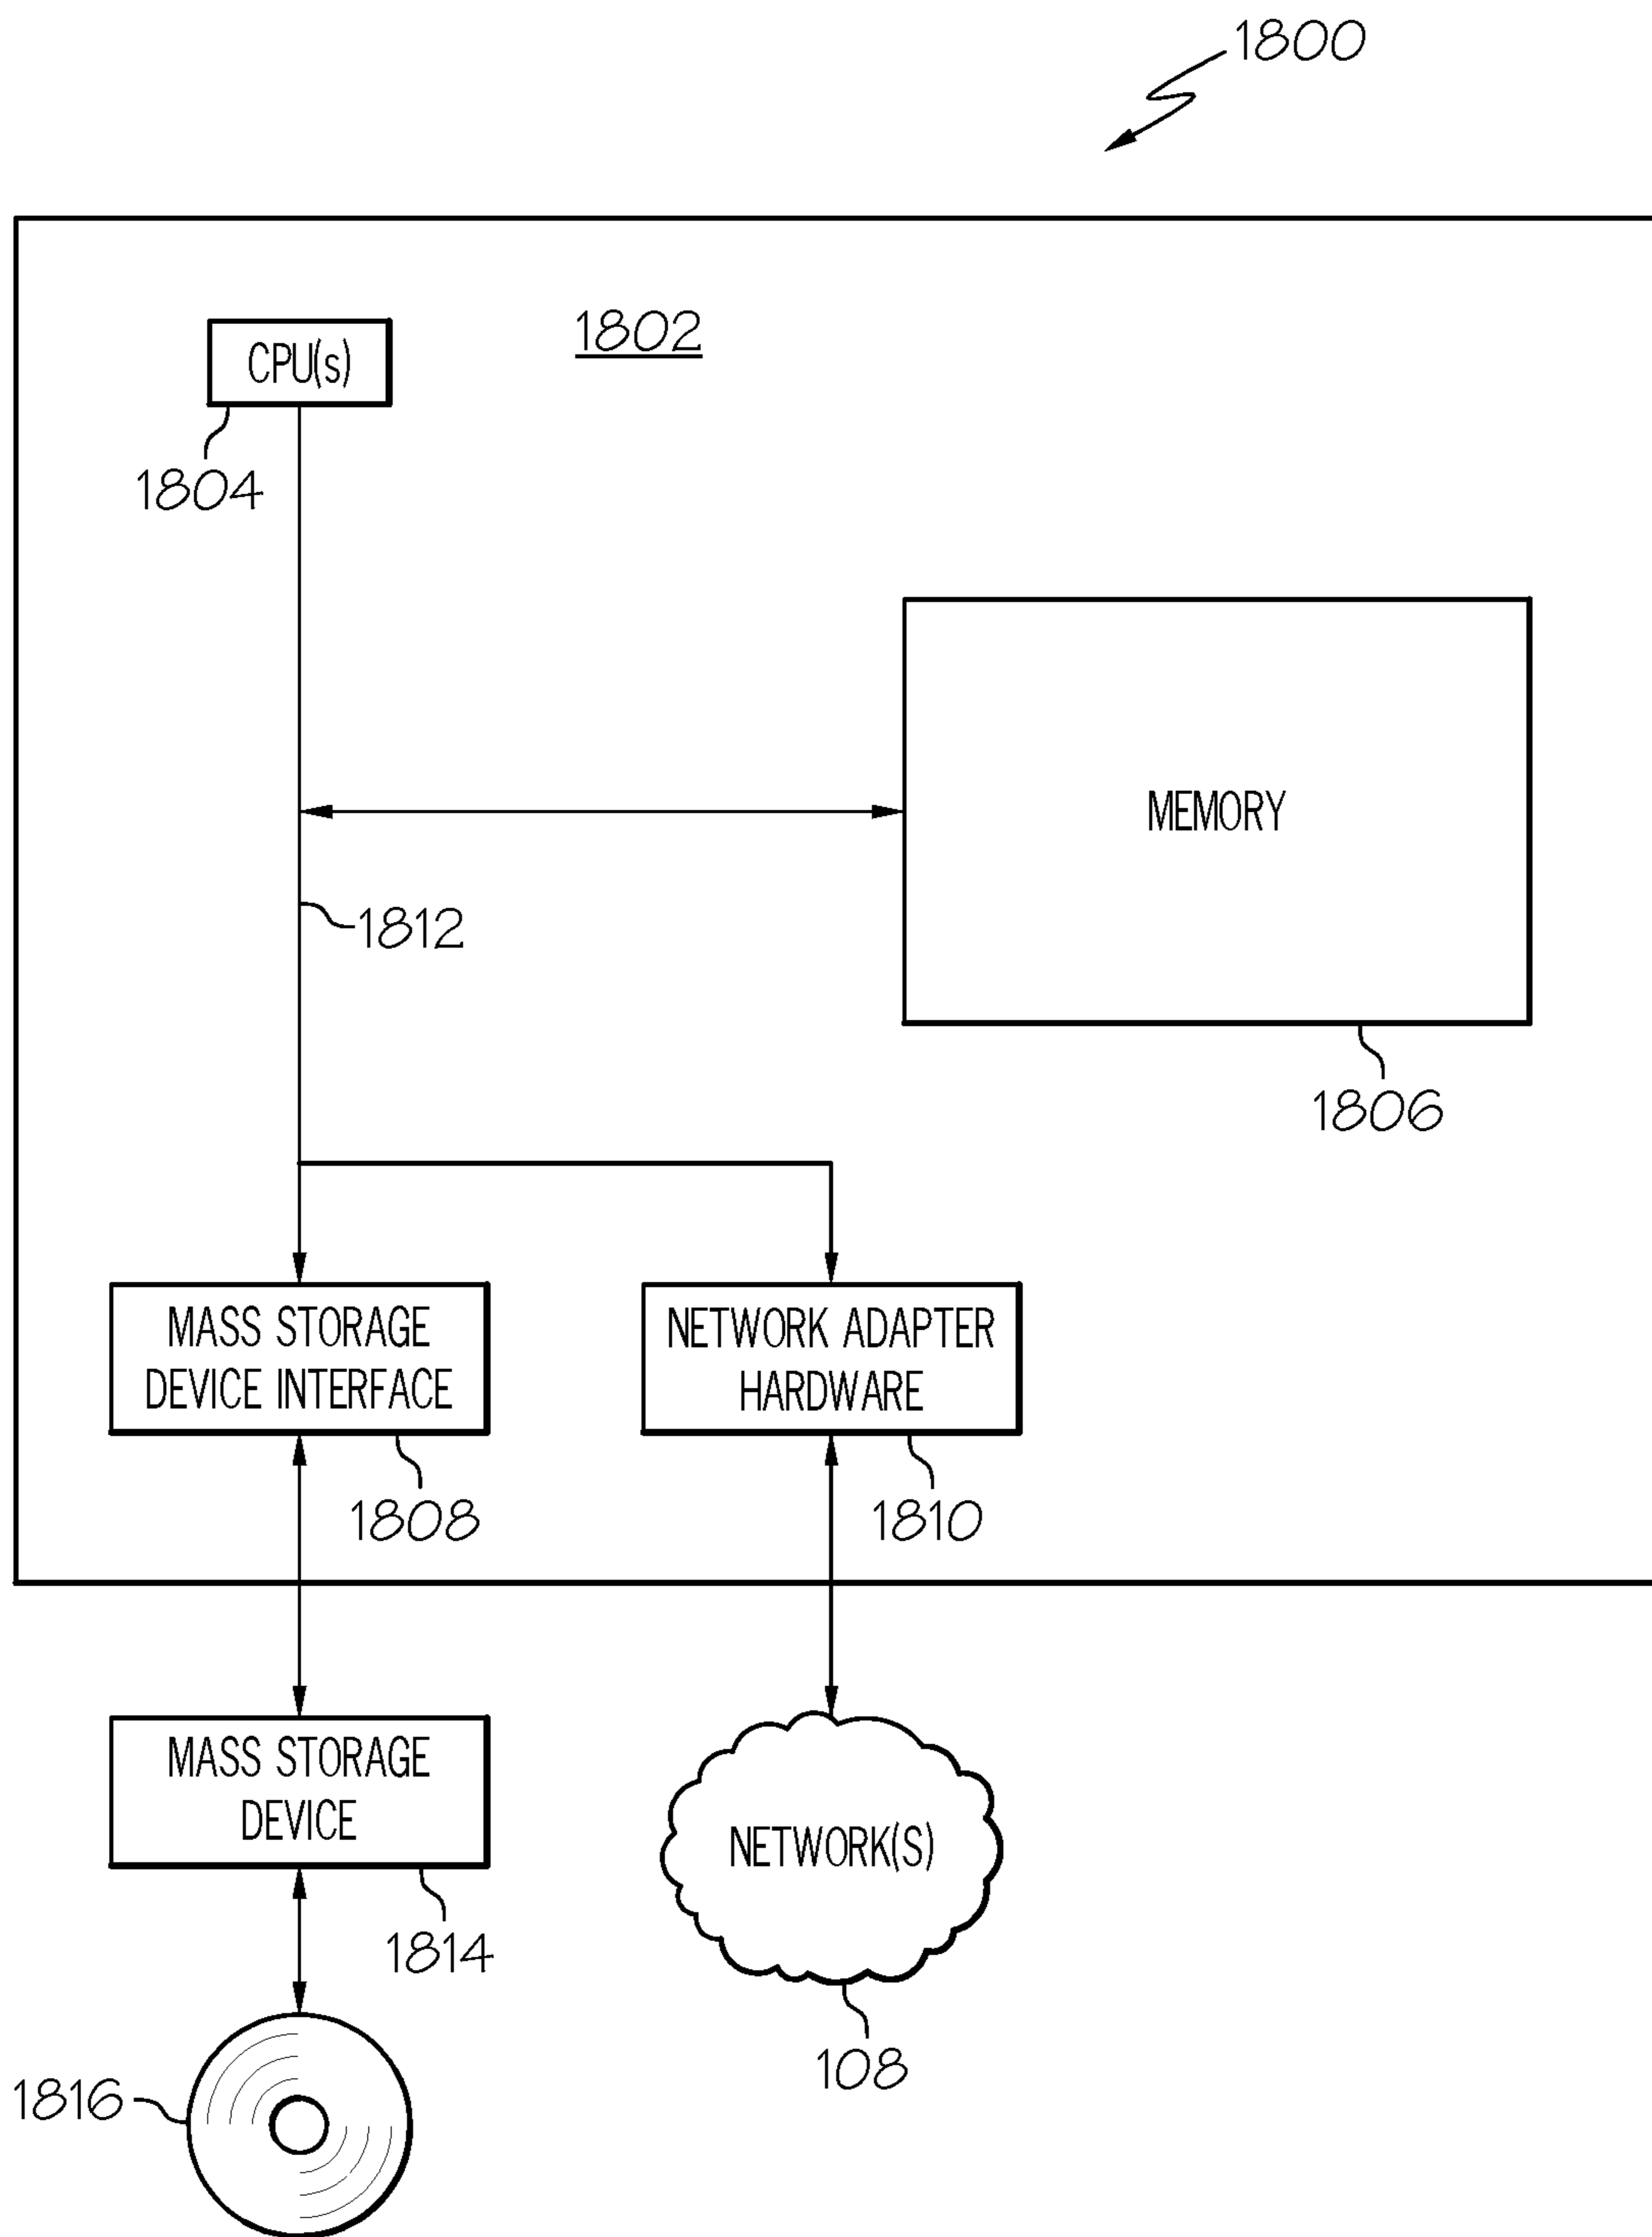 1800
1802
CPU(s)
1804
MEMORY
1812
1806
MASS STORAGE
DEVICE INTERFACE
NETWORK ADAPTER
HARDWARE
1808
1810
MASS STORAGE
DEVICE
NETWORK(S)
1814
108
1816